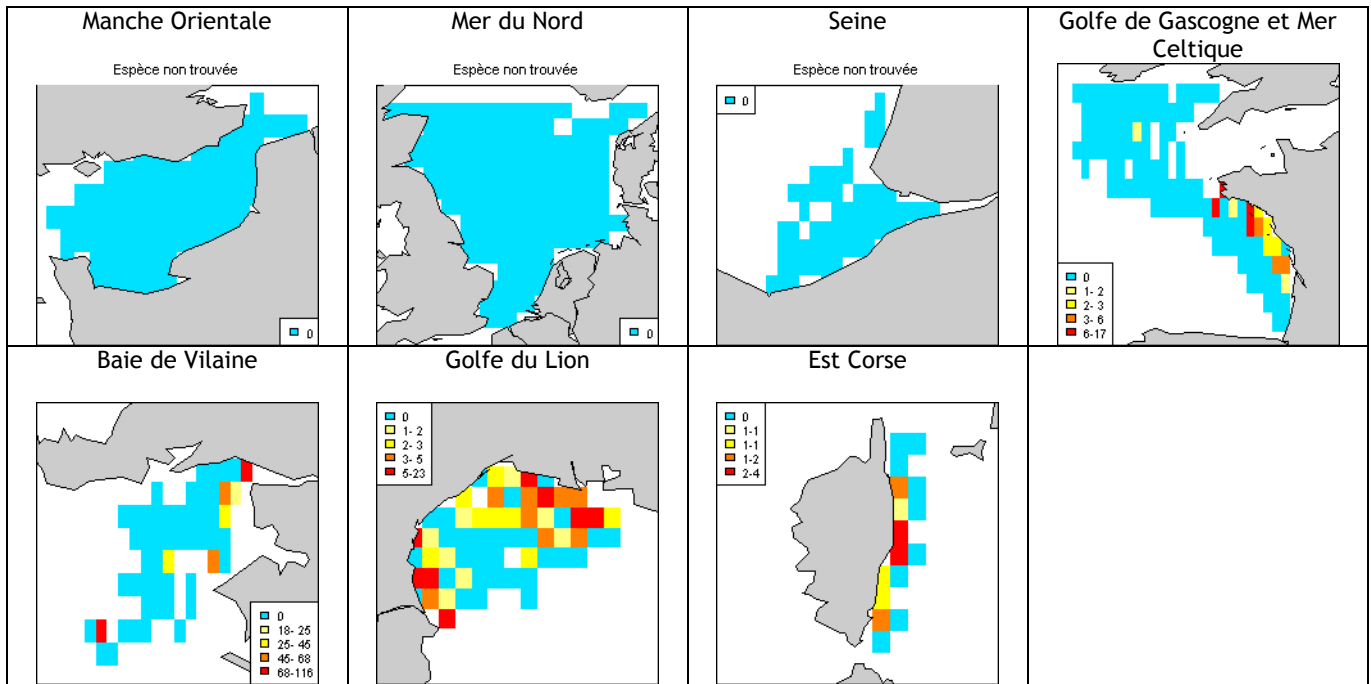 Manche Orientale
Espèce non trouvée
0
Mer du Nord
Espèce non trouvée
0
Seine
Espèce non trouvée
0
Golfe de Gascogne et Mer
Celtique
0
1- 2
2- 3
3- 6
6-17
Baie de Vilaine
0
18- 25
25- 45
45- 68
68-116
Golfe du Lion
0
1- 2
2- 3
3- 5
5-23
Est Corse
0
1-1
1-1
1-2
2-4